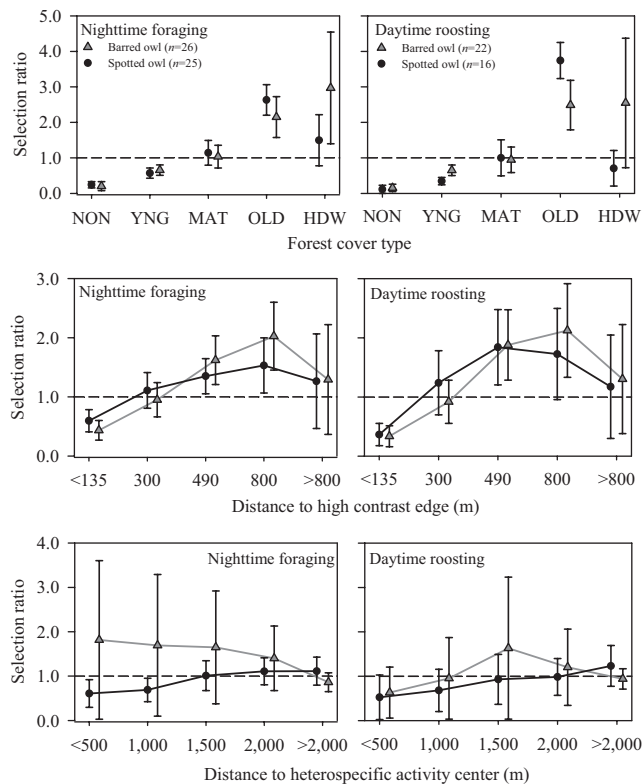 Nighttime foraging
Barred owl (n=26)
Spotted owl (n=25)
Daytime roosting
Barred owl (n=22)
Spotted owl (n=16)
Selection ratio
5.0
4.0
3.0
2.0
1.0
0.0
NON YNG MAT OLD HDW
NON YNG MAT OLD HDW
Forest cover type
Nighttime foraging
Daytime roosting
Selection ratio
3.0
2.0
1.0
0.0
<135 300 490 800 >800
<135 300 490 800 >800
Distance to high contrast edge (m)
Nighttime foraging
Daytime roosting
Selection ratio
4.0
3.0
2.0
1.0
0.0
<500 1,000 1,500 2,000 >2,000
<500 1,000 1,500 2,000 >2,000
Distance to heterospecific activity center (m)